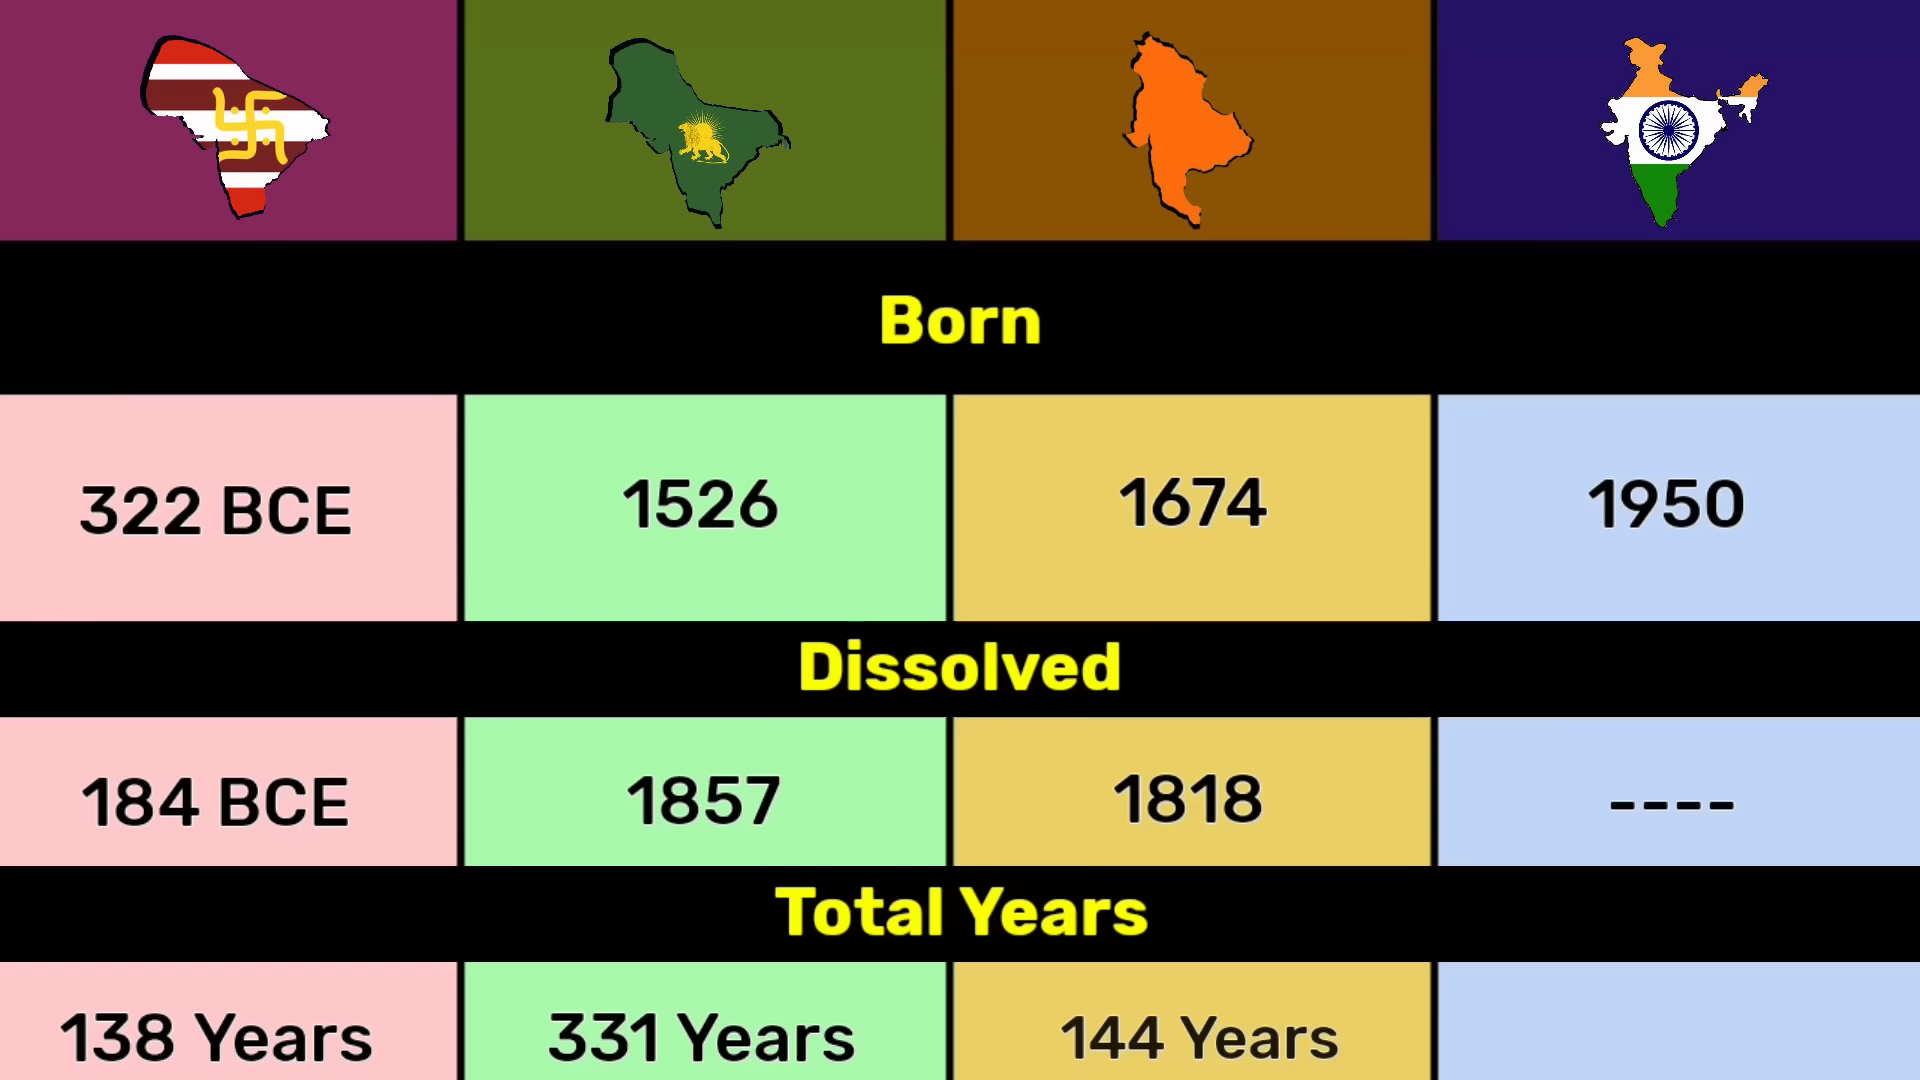 Born
322 BCE
1526
1674
1950
Dissolved
184 BCE
1857
1818
----
Total Years
138 Years
331 Years
144 Years